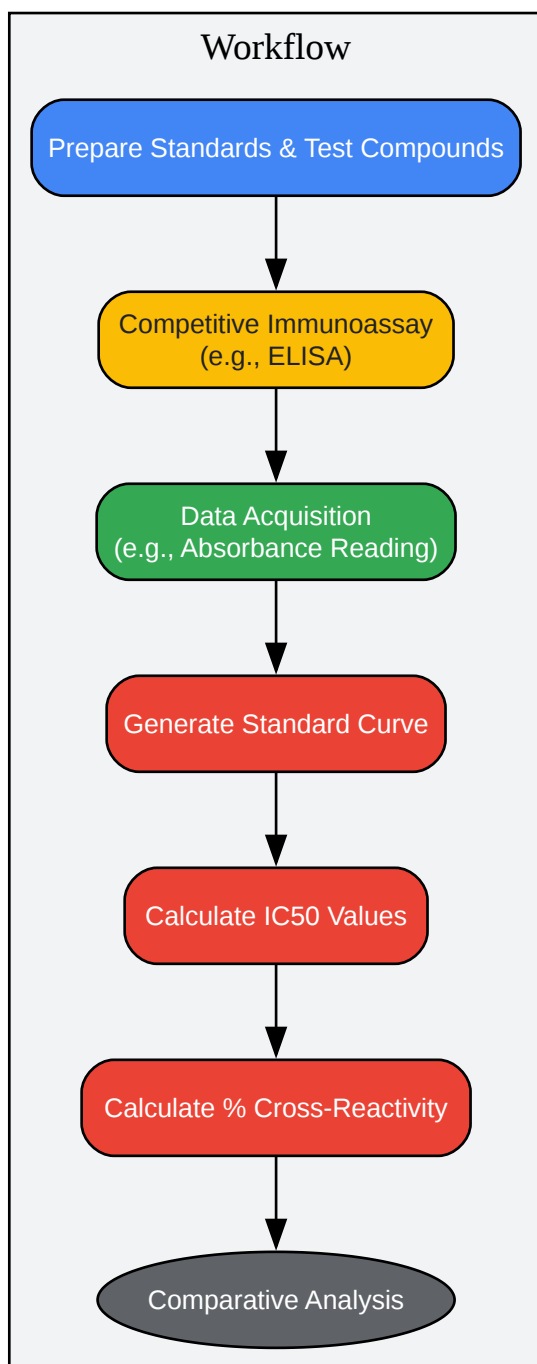 Workflow
Prepare Standards & Test Compounds
Competitive Immunoassay
(e.g., ELISA)
Data Acquisition
(e.g., Absorbance Reading)
Generate Standard Curve
Calculate IC50 Values
Calculate % Cross-Reactivity
Comparative Analysis